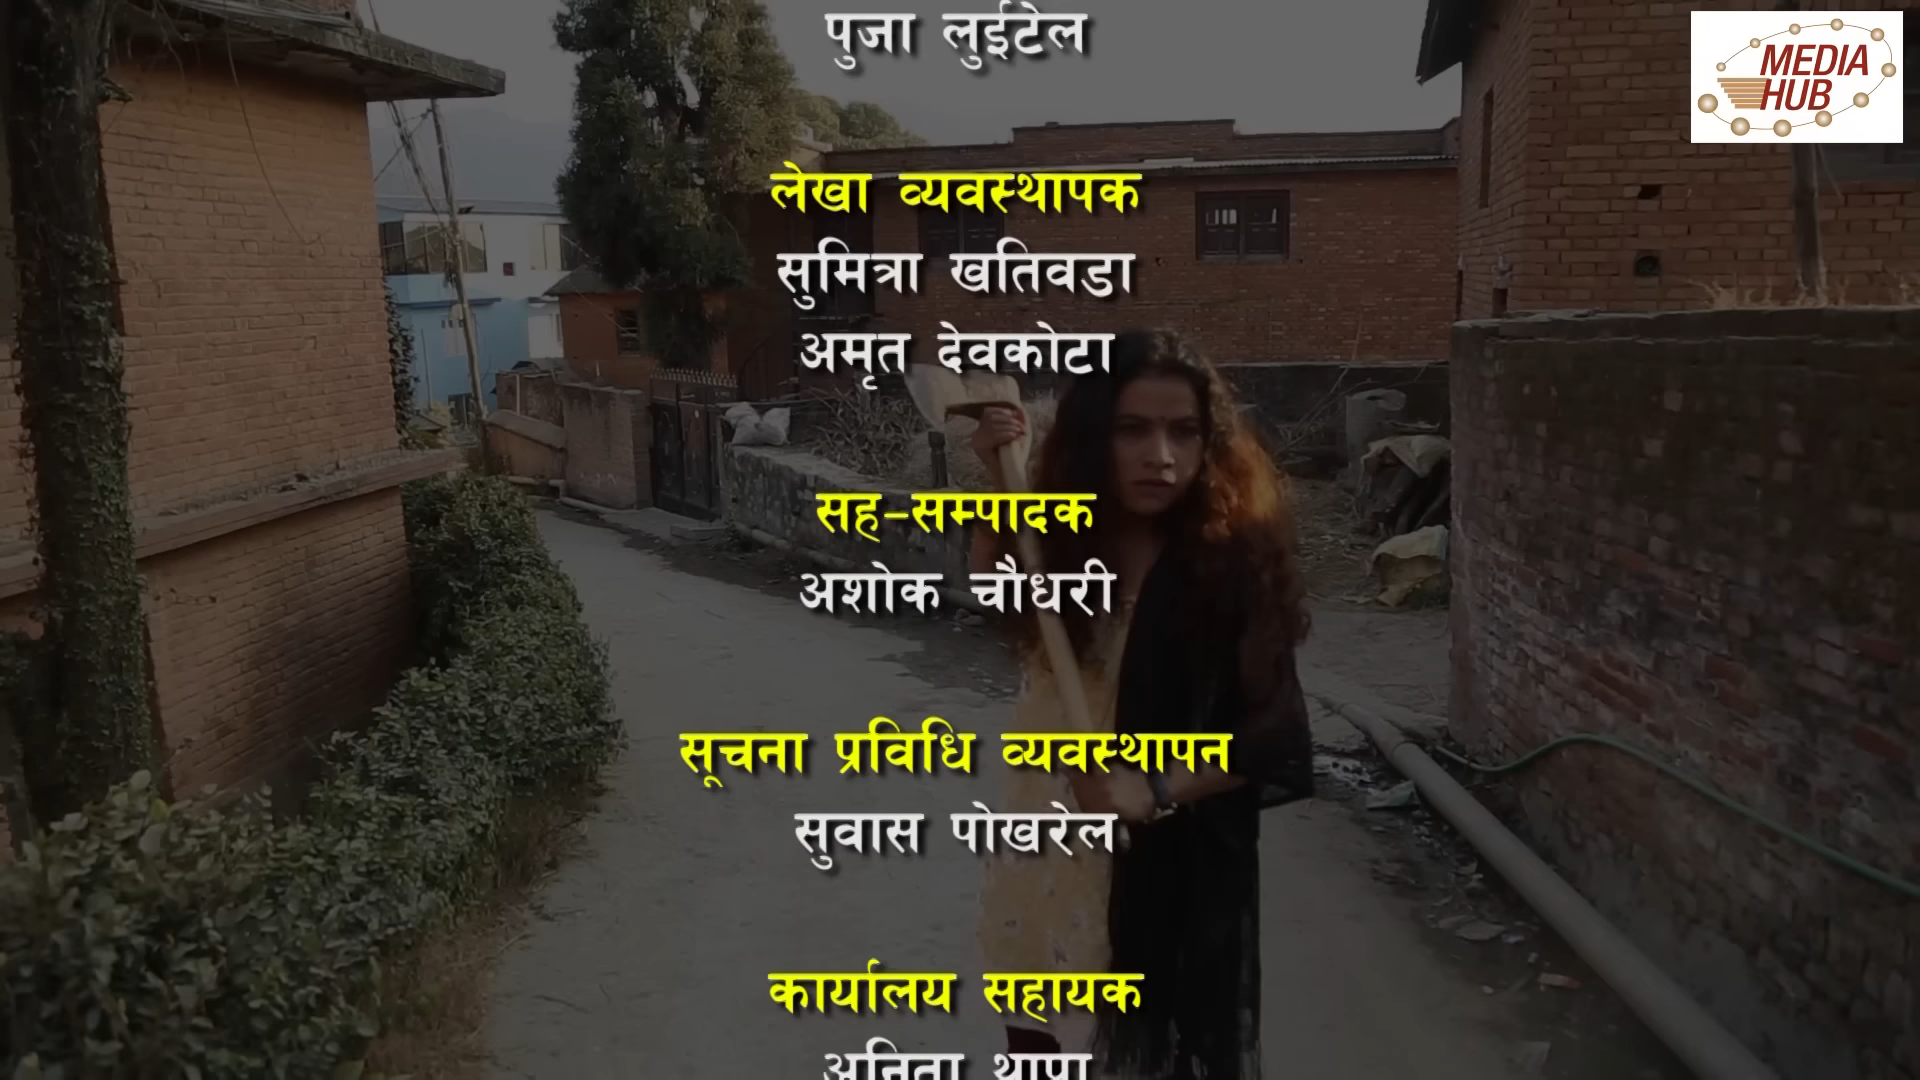 पुजा लुईटेल
MEDIA
HUB
लेखा व्यवस्थापक
सुमित्रा खतिवडा
अमृत देवकोटा
सह-सम्पादक
अशोक चौधरी
सूचना प्रविधि व्यवस्थापन
सुवास पोखरेल
कार्यालय सहायक
अनिता थापा